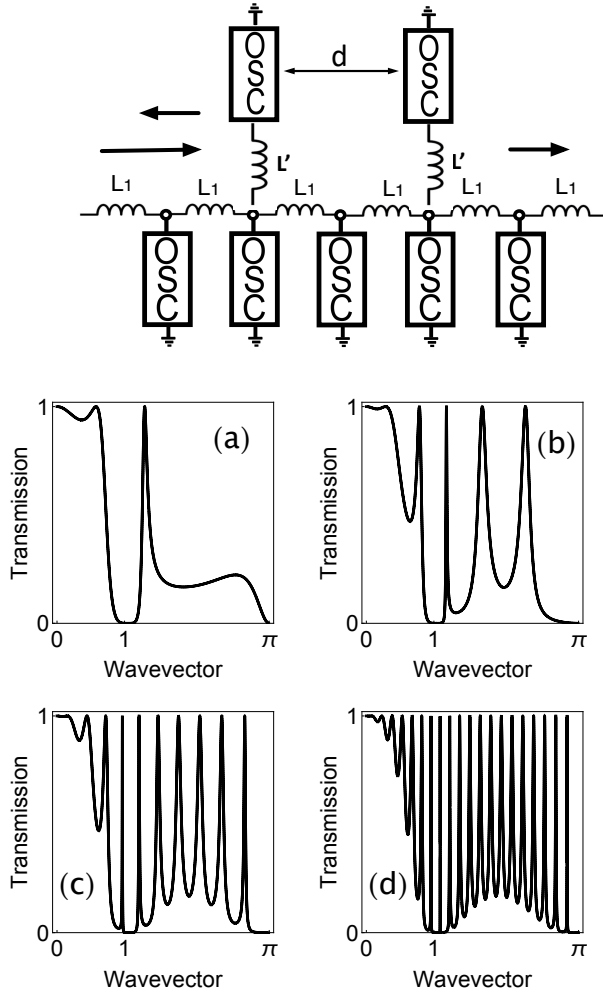 OSC OSC
d
L'
L'
L1 L1 L1 L1 L1 L1
OSC OSC OSC OSC OSC
1
(a)
Transmission
0
0 1 π
Wavevector
1
(b)
Transmission
0
0 1 π
Wavevector
1
(c)
Transmission
0
0 1 π
Wavevector
1
(d)
Transmission
0
0 1 π
Wavevector